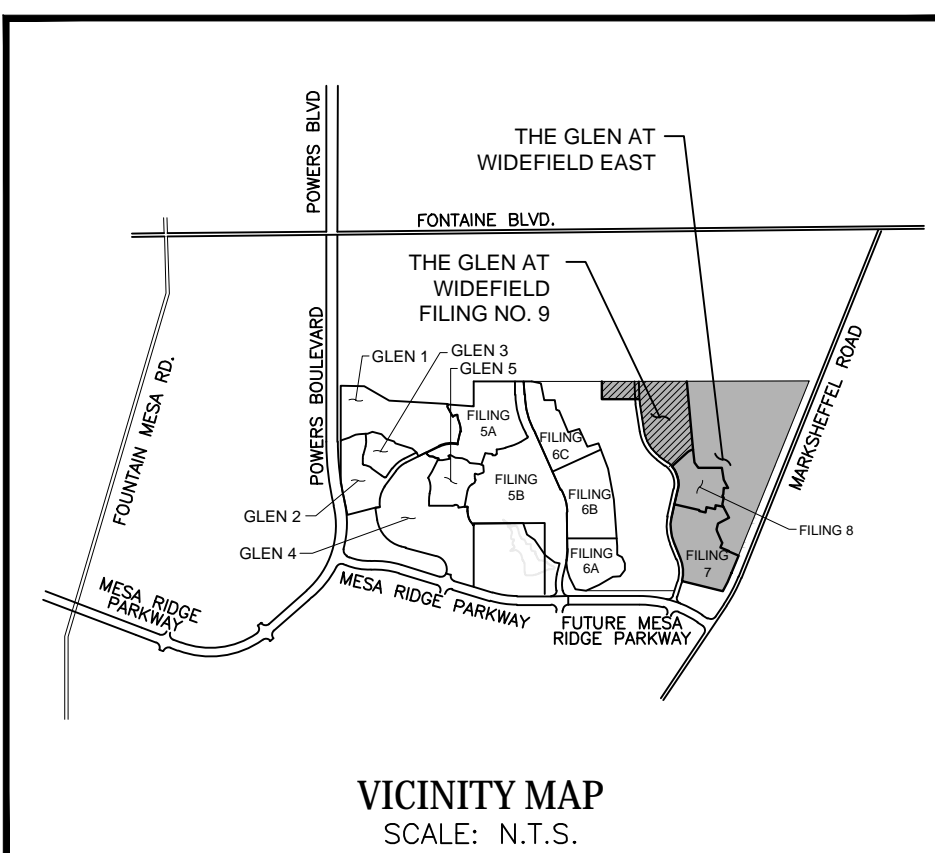 POWERS BLVD
THE GLEN AT
WIDEFIELD EAST
FONTAINE BLVD.
THE GLEN AT
WIDEFIELD
FILING NO. 9
FOUNTAIN MESA RD.
POWERS BOULEVARD
MARKSHEFFEL ROAD
GLEN 1
GLEN 3
GLEN 5
FILING
5A
FILING
6C
FILING
5B
FILING
6B
GLEN 2
GLEN 4
FILING 8
FILING
6A
FILING
7
MESA RIDGE
PARKWAY
MESA RIDGE PARKWAY
FUTURE MESA
RIDGE PARKWAY
VICINITY MAP
SCALE: N.T.S.